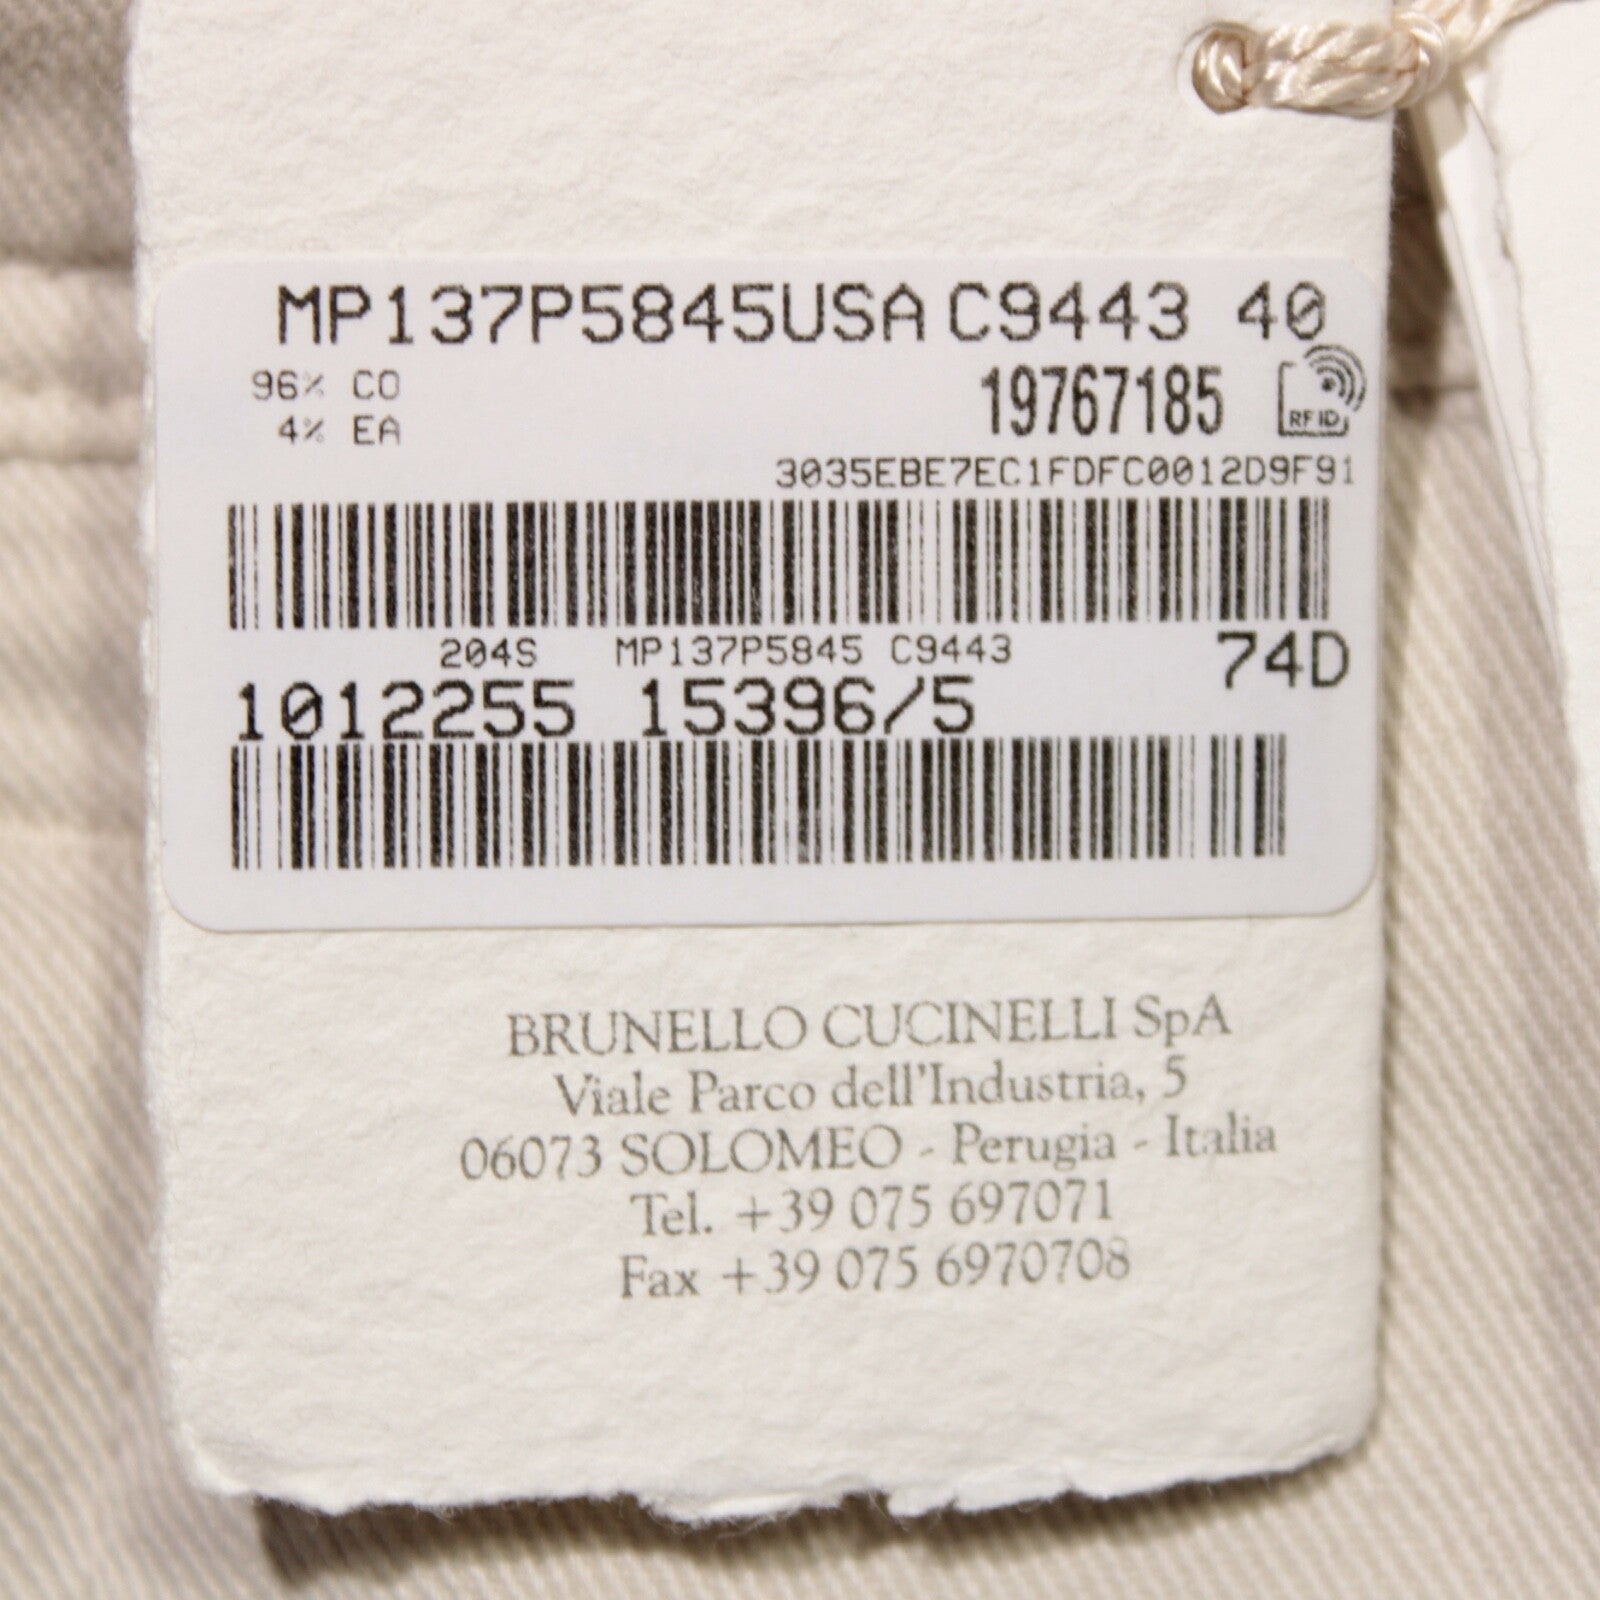 MP137P5845USA C9443 40
96% CO
19767185
RFID
4% EA
3035EBE7EC1FDFC0012D9F91
204S MP137P5845 C9443 74D
1012255 15396/5
BRUNELLO CUCINELLI SpA
Viale Parco dell'Industria, 5
06073 SOLOMEO - Perugia - Italia
Tel. +39 075 697071
Fax +39 075 6970708